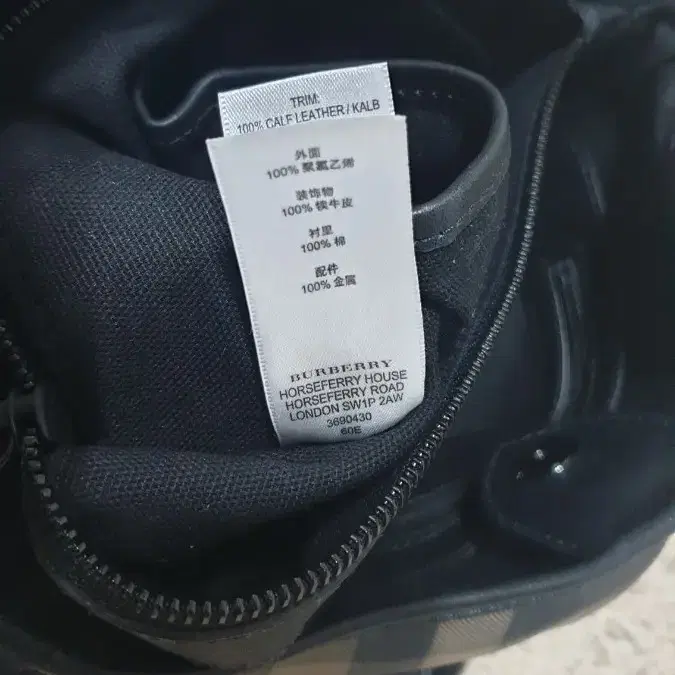 TRIM:
100% CALF LEATHER / KALB
外面
100% 聚氯乙烯
装饰物
100% 犊牛皮
衬里
100% 棉
配件
100% 金属
BURBERRY
HORSEFERRY HOUSE
HORSEFERRY ROAD
LONDON SW1P 2AW
3690430
60E